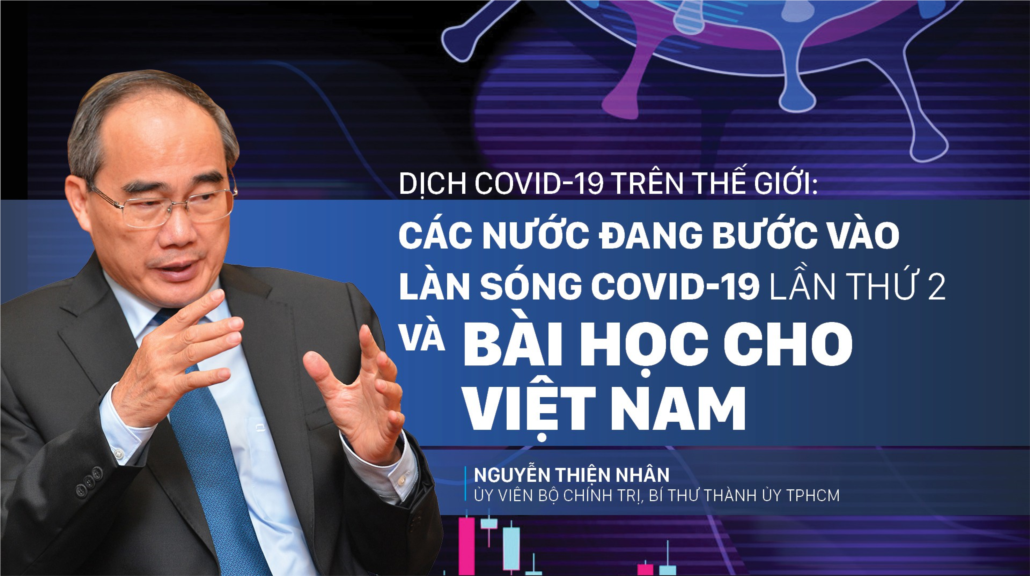 DỊCH COVID-19 TRÊN THẾ GIỚI:
CÁC NƯỚC ĐANG BƯỚC VÀO
LÀN SÓNG COVID-19 LẦN THỨ 2
VÀ BÀI HỌC CHO
VIỆT NAM
NGUYỄN THIỆN NHÂN
ỦY VIÊN BỘ CHÍNH TRỊ, BÍ THƯ THÀNH ỦY TPHCM